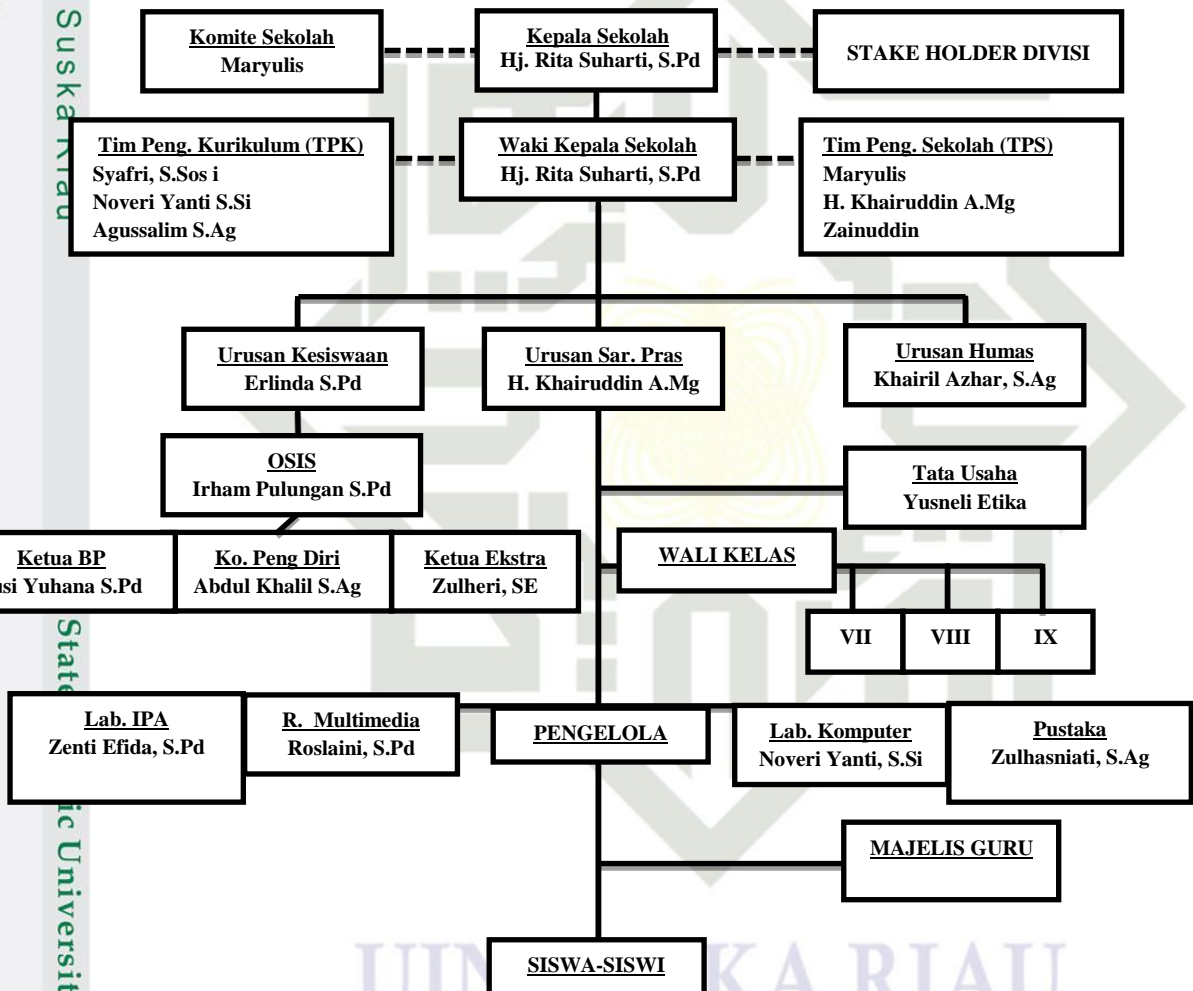 Komite Sekolah
Maryulis
Kepala Sekolah
Hj. Rita Suharti, S.Pd
STAKE HOLDER DIVISI
Tim Peng. Kurikulum (TPK)
Syafri, S.Sos i
Noveri Yanti S.Si
Agussalim S.Ag
Waki Kepala Sekolah
Hj. Rita Suharti, S.Pd
Tim Peng. Sekolah (TPS)
Maryulis
H. Khairuddin A.Mg
Zainuddin
Urusan Kesiswaan
Erlinda S.Pd
Urusan Sar. Pras
H. Khairuddin A.Mg
Urusan Humas
Khairil Azhar, S.Ag
OSIS
Irham Pulungan S.Pd
Tata Usaha
Yusneli Etika
Ketua BP
Yuhana S.Pd
Ko. Peng Diri
Abdul Khalil S.Ag
Ketua Ekstra
Zulheri, SE
WALI KELAS
VII
VIII
IX
Lab. IPA
Zenti Efida, S.Pd
R. Multimedia
Roslaini, S.Pd
PENGELOLA
Lab. Komputer
Noveri Yanti, S.Si
Pustaka
Zulhasniati, S.Ag
MAJELIS GURU
SISWA-SISWI
Suska Riau
State
UIN KA RIAU